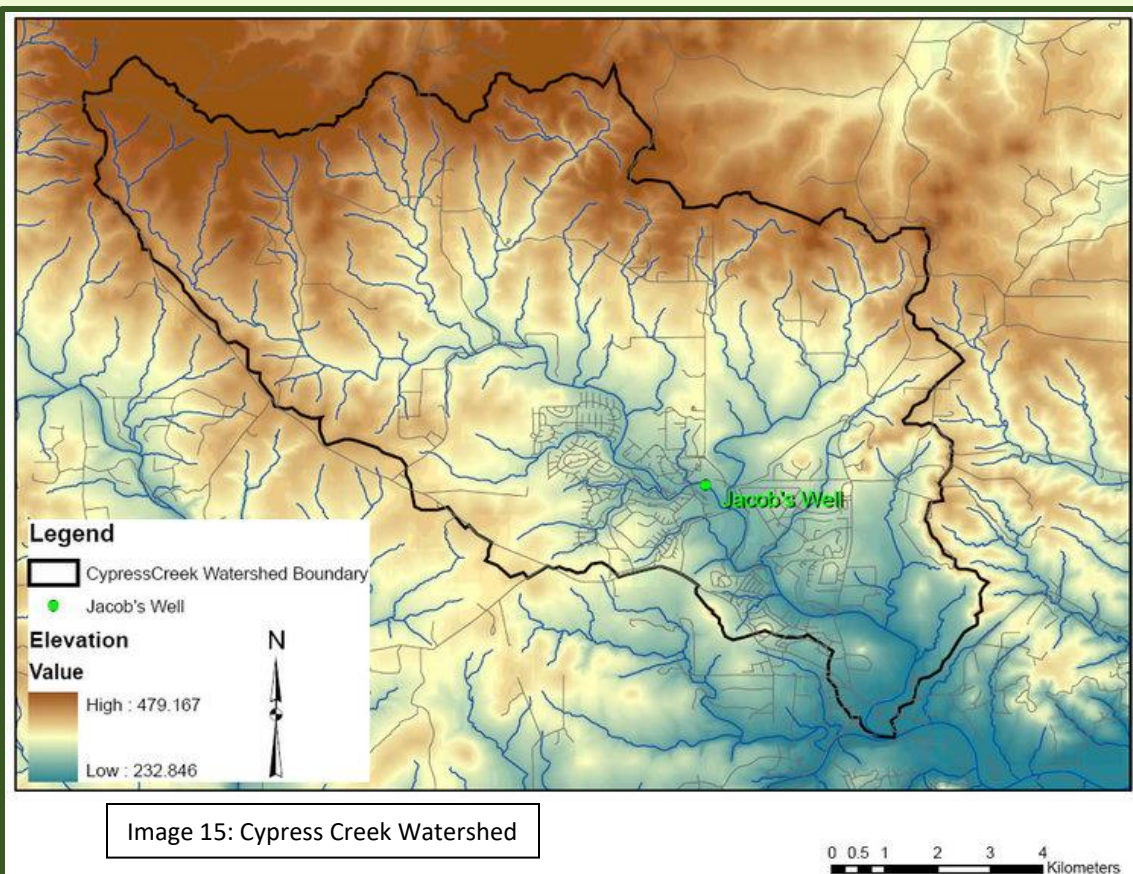 Jacob's Well
Legend
CypressCreek Watershed Boundary
Jacob's Well
Elevation
Value
High : 479.167
Low : 232.846
N
Image 15: Cypress Creek Watershed
0 0.5 1 2 3 4
Kilometers